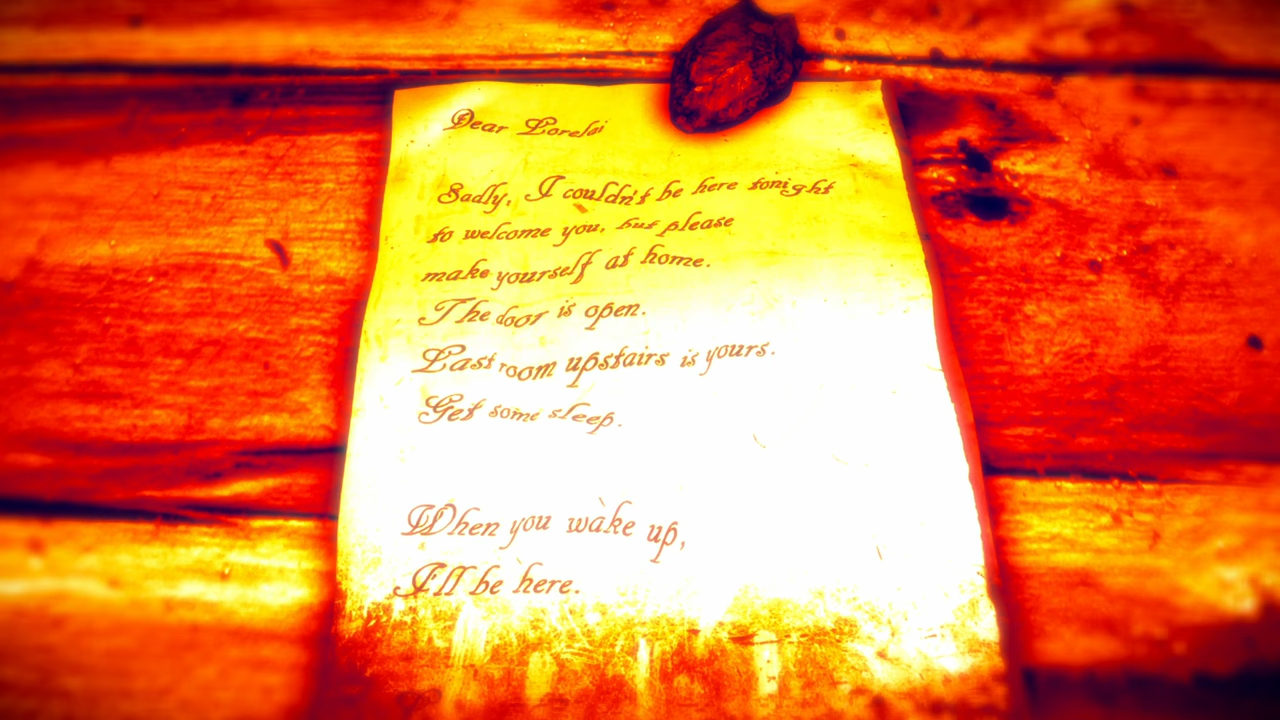 Dear Lorelai
Sadly, I couldn't be here tonight
to welcome you, but please
make yourself at home.
The door is open.
Last room upstairs is yours.
Get some sleep.
When you wake up,
I'll be here.